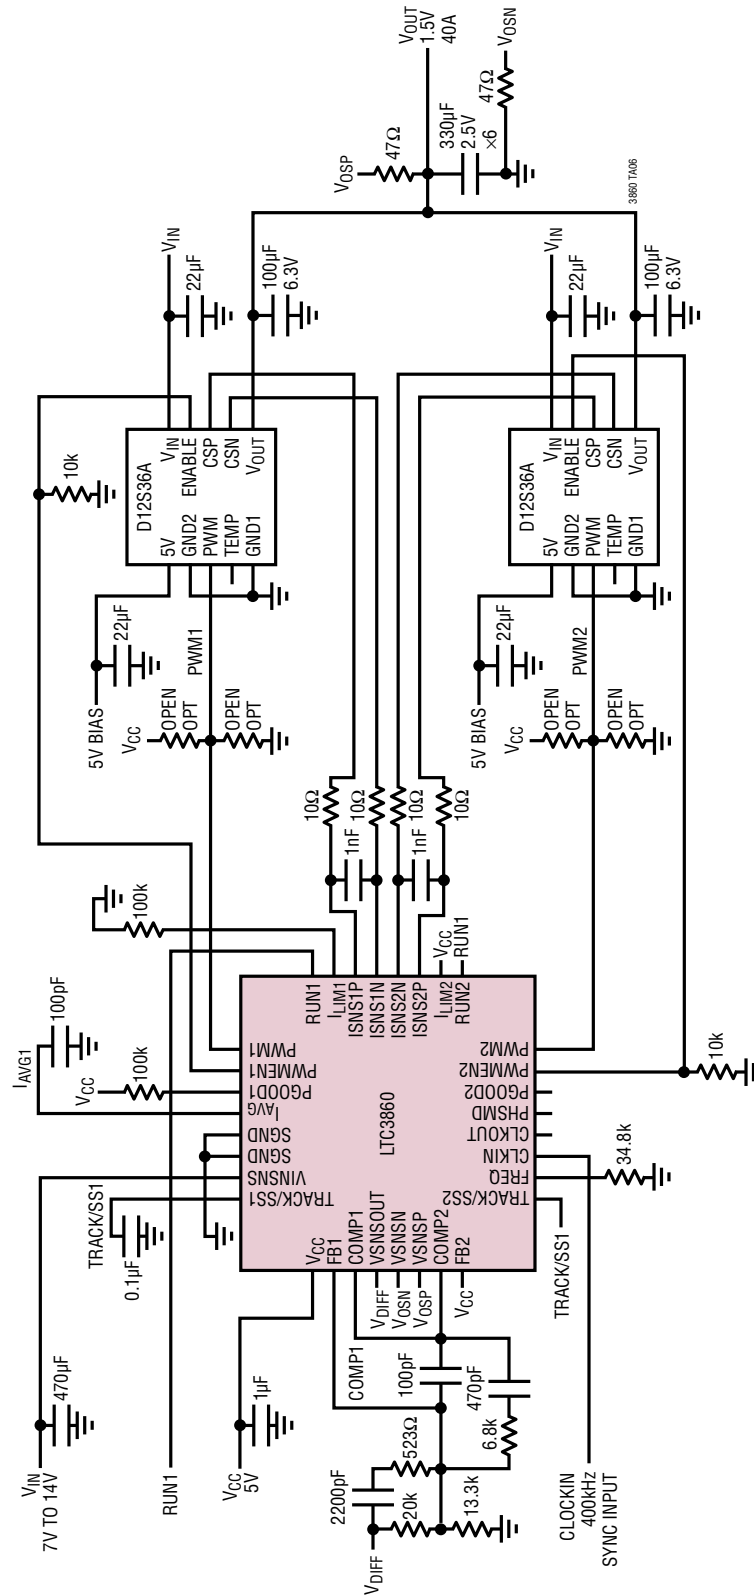 VIN
7V TO 14V
470µF
RUN1
VCC
5V
1µF
TRACK/SS1
0.1µF
IAVG1
100pF
VCC
100k
100k
VCC
FB1
COMP1
VSNSOUT
VSNSN
VSNSP
COMP2
FB2
TRACK/SS1
VINSNS
SGND
SGND
IAVG
PGOOD1
PWMEN1
PWM1
LTC3860
RUN1
ILIM1
ISNS1P
ISNS1N
ISNS2N
ISNS2P
ILIM2
RUN2
TRACK/SS2
FREQ
CLKIN
CLKOUT
PHSMD
PGOOD2
PWMEN2
PWM2
VDIFF
VOSN
VOSP
VCC
COMP1
100pF
470pF
6.8k
523Ω
2200pF
20k
13.3k
VDIFF
CLOCKIN
400kHz
SYNC INPUT
TRACK/SS1
34.8k
10k
VCC
RUN1
1nF
1nF
10Ω
10Ω
10Ω
10Ω
5V BIAS
22µF
VCC
OPEN
OPT
OPEN
OPT
PWM1
10k
D12S36A
5V
GND2
PWM
TEMP
GND1
VIN
ENABLE
CSP
CSN
VOUT
VIN
22µF
100µF
6.3V
5V BIAS
22µF
VCC
OPEN
OPT
OPEN
OPT
PWM2
D12S36A
5V
GND2
PWM
TEMP
GND1
VIN
ENABLE
CSP
CSN
VOUT
VIN
22µF
100µF
6.3V
VOSP
47Ω
VOUT
1.5V
40A
330µF
2.5V
×6
47Ω
VOSN
3860 TA06